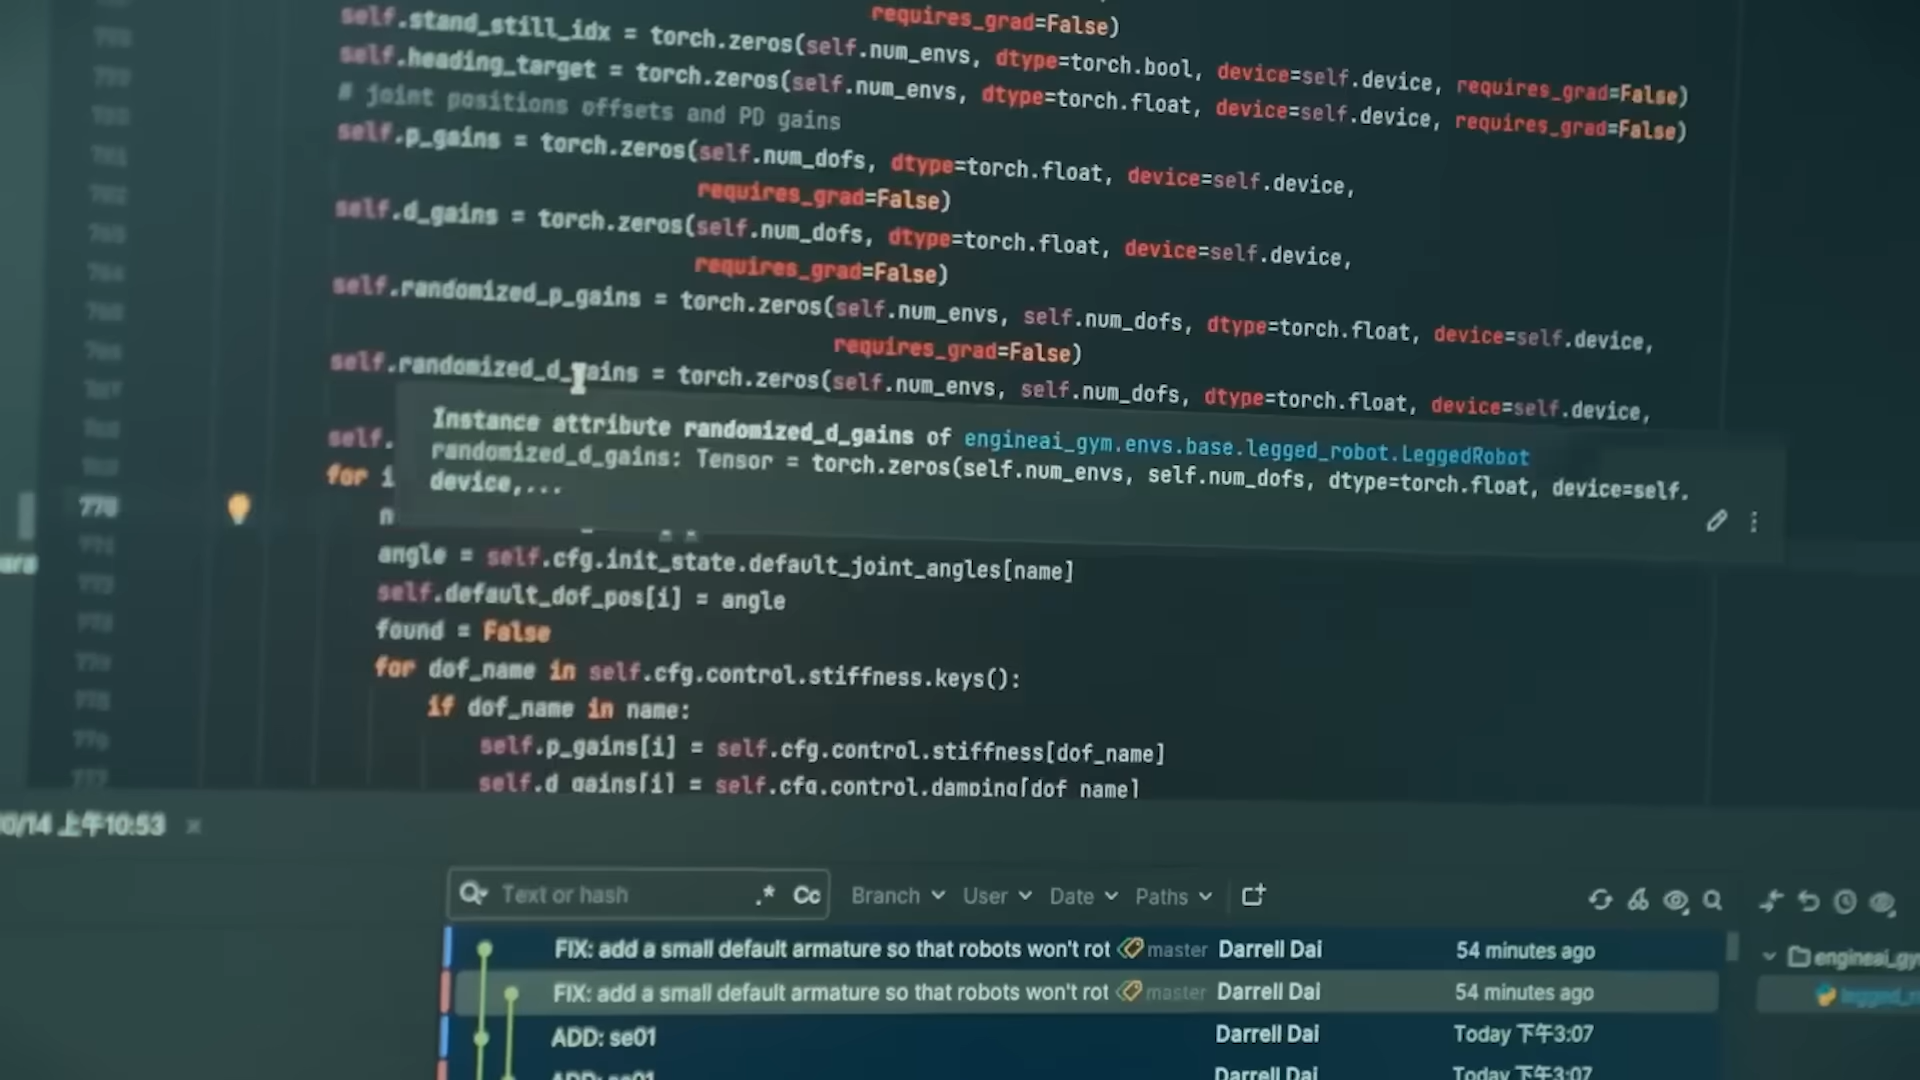 requires_grad=False)
self.stand_still_idx = torch.zeros(self.num_envs, dtype=torch.bool, device=self.device, requires_grad=False)
self.heading_target = torch.zeros(self.num_envs, dtype=torch.float, device=self.device, requires_grad=False)
# joint positions offsets and PD gains
self.p_gains = torch.zeros(self.num_dofs, dtype=torch.float, device=self.device,
requires_grad=False)
self.d_gains = torch.zeros(self.num_dofs, dtype=torch.float, device=self.device,
requires_grad=False)
self.randomized_p_gains = torch.zeros(self.num_envs, self.num_dofs, dtype=torch.float, device=self.device,
requires_grad=False)
self.randomized_d_gains = torch.zeros(self.num_envs, self.num_dofs, dtype=torch.float, device=self.device,
Instance attribute randomized_d_gains of engineai_gym.envs.base.legged_robot.LeggedRobot
randomized_d_gains: Tensor = torch.zeros(self.num_envs, self.num_dofs, dtype=torch.float, device=self.
device,...
self.
for i
n
770
angle = self.cfg.init_state.default_joint_angles[name]
self.default_dof_pos[i] = angle
found = False
for dof_name in self.cfg.control.stiffness.keys():
if dof_name in name:
self.p_gains[i] = self.cfg.control.stiffness[dof_name]
self.d_gains[i] = self.cfg.control.damping[dof_name]
0/14 上午10:53
Text or hash .* Cc Branch User Date Paths
FIX: add a small default armature so that robots won't rot master Darrell Dai 54 minutes ago
FIX: add a small default armature so that robots won't rot master Darrell Dai 54 minutes ago
ADD: se01 Darrell Dai Today 下午3:07
ADD: se01 Darrell Dai Today 下午3:07
engineai_gy